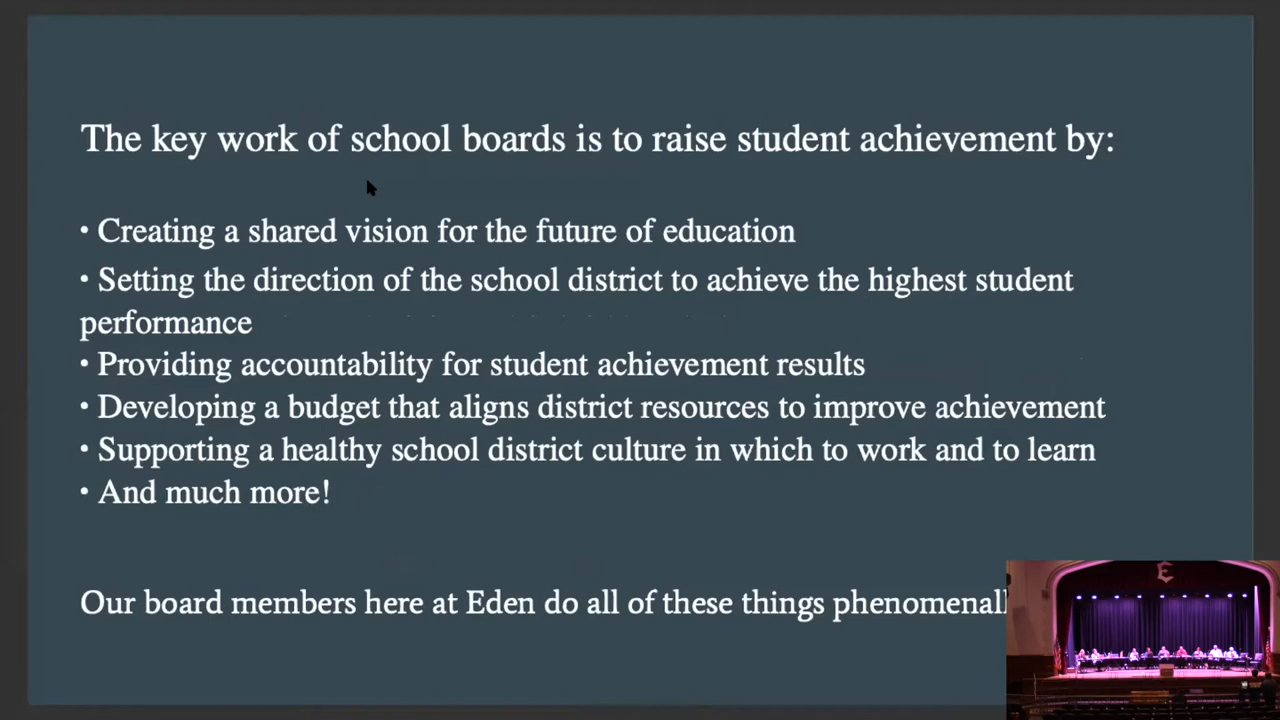 The key work of school boards is to raise student achievement by:
• Creating a shared vision for the future of education
• Setting the direction of the school district to achieve the highest student
performance
• Providing accountability for student achievement results
• Developing a budget that aligns district resources to improve achievement
• Supporting a healthy school district culture in which to work and to learn
• And much more!
Our board members here at Eden do all of these things
E